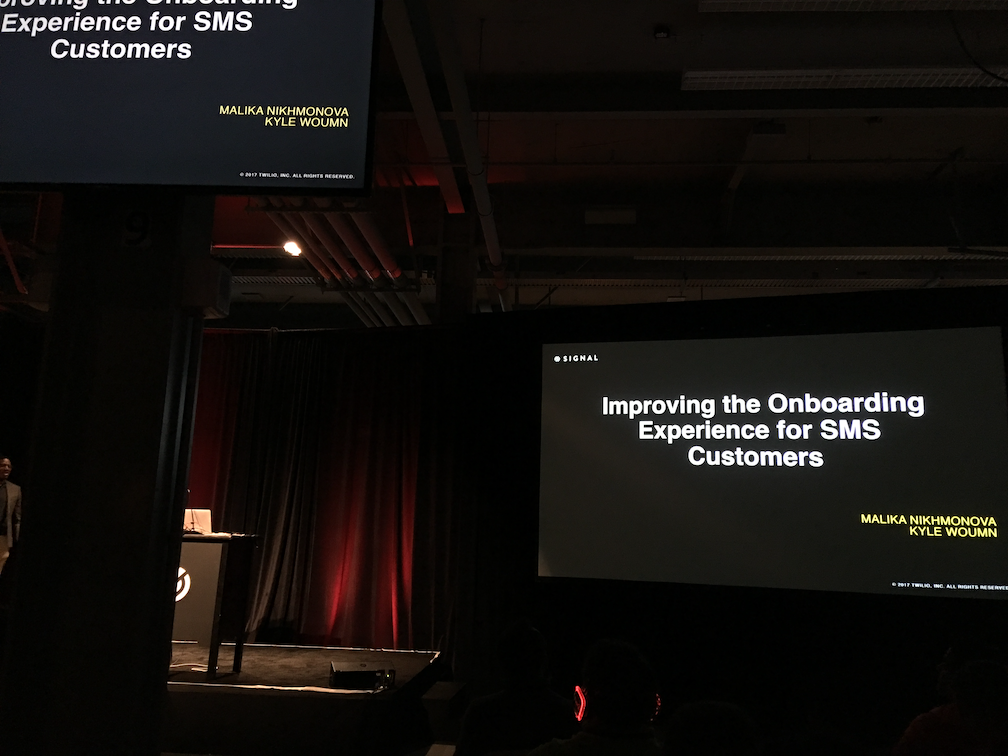 Experience for SMS
Customers
MALIKA NIKHMONOVA
KYLE WOUMN
© 2017 TWILIO, INC. ALL RIGHTS RESERVED.
9
SIGNAL
Improving the Onboarding
Experience for SMS
Customers
MALIKA NIKHMONOVA
KYLE WOUMN
© 2017 TWILIO, INC. ALL RIGHTS RESERVED